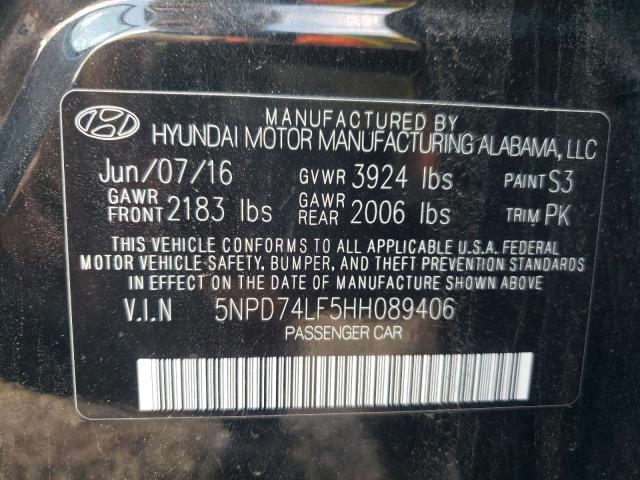 MANUFACTURED BY
HYUNDAI MOTOR MANUFACTURING ALABAMA, LLC
Jun/07/16 GVWR 3924 lbs PAINT S3
GAWR FRONT 2183 lbs GAWR REAR 2006 lbs TRIM PK
THIS VEHICLE CONFORMS TO ALL APPLICABLE U.S.A. FEDERAL
MOTOR VEHICLE-SAFETY, BUMPER, AND THEFT PREVENTION STANDARDS
IN EFFECT ON THE DATE OF MANUFACTURE SHOWN ABOVE.
V.I.N 5NPD74LF5HH089406
PASSENGER CAR